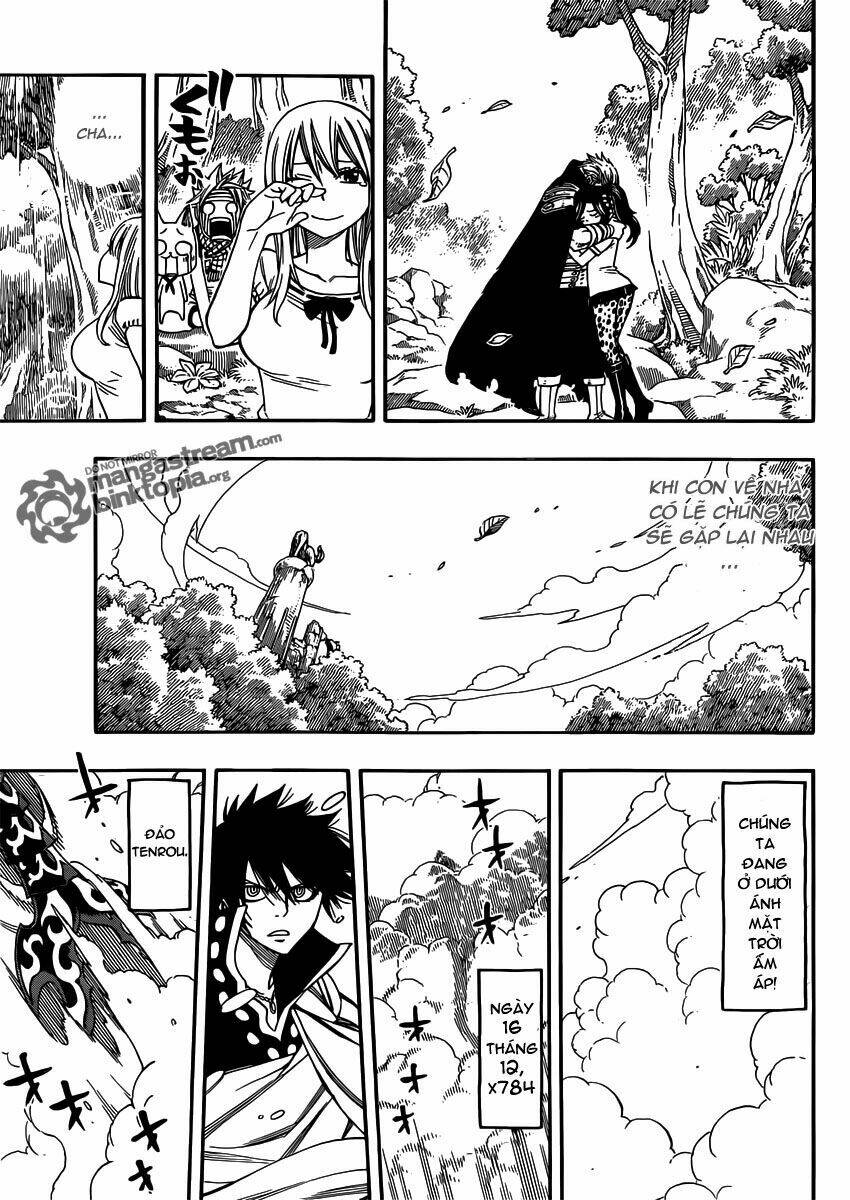 グ
くもぉ
...
CHA...
DO NOT MIRROR
mangastream.com
binktopia.org
KHI CON VỀ NHÀ,
CÓ LẼ CHÚNG TA
SẼ GẶP LẠI NHAU
...
CHÚNG
TA
ĐANG
Ở DƯỚI
ÁNH
MẶT
TRỜI
ẤM
ÁP!
NGÀY
16
THÁNG
12,
X784
ĐẢO
TENROU.